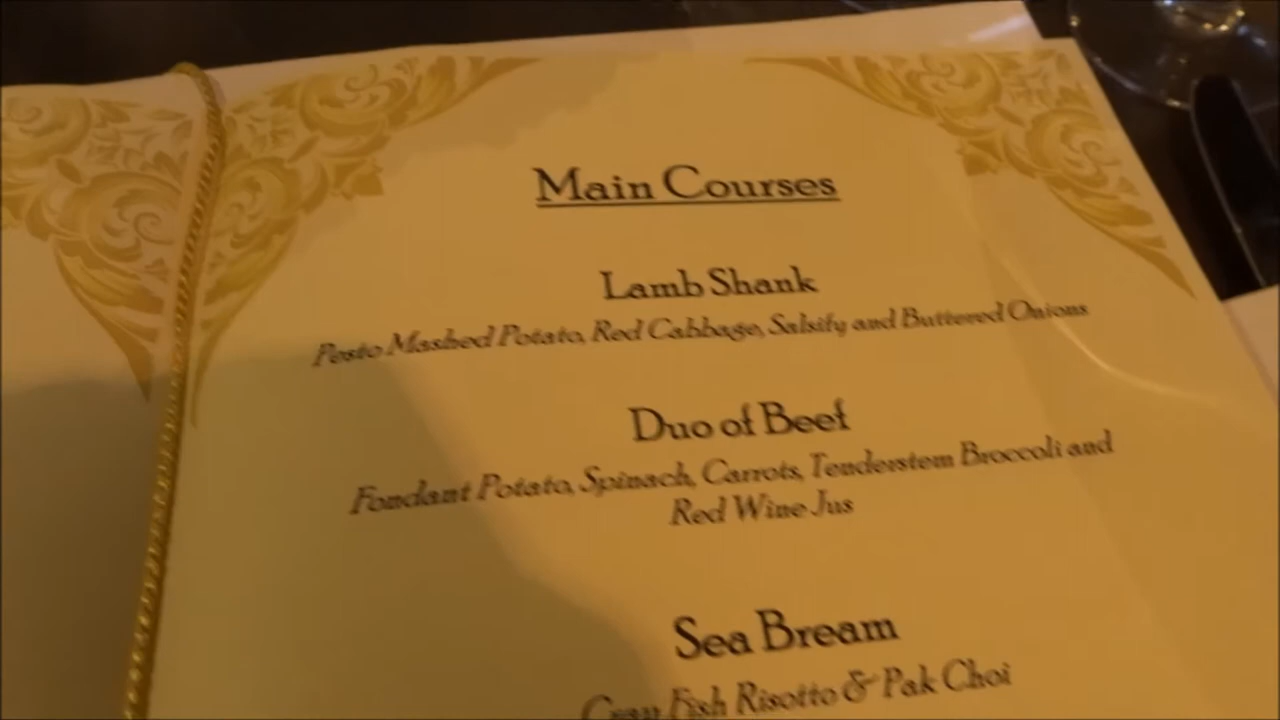 Main Courses
Lamb Shank
Pesto Mashed Potato, Red Cabbage, Salsify and Buttered Onions
Duo of Beef
Fondant Potato, Spinach, Carrots, Tenderstem Broccoli and
Red Wine Jus
Sea Bream
Cray Fish Risotto & Pak Choi